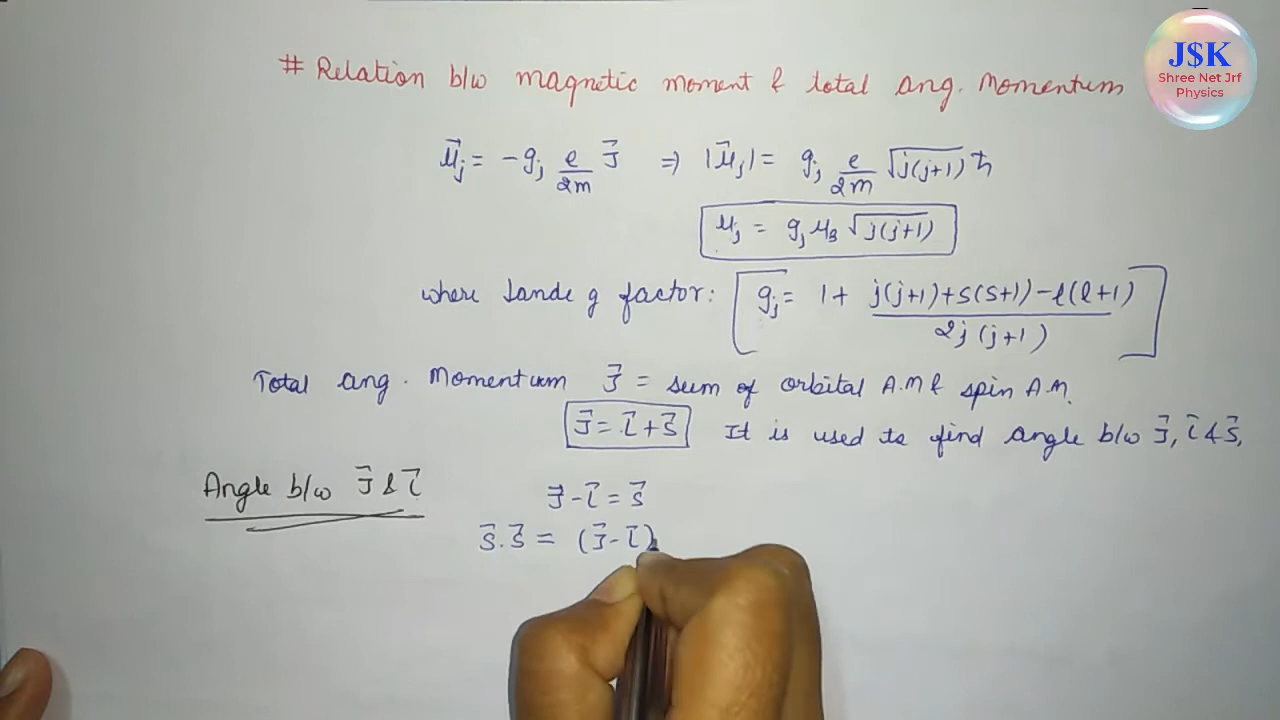 JSK
Shree Net Jrf
Physics
# Relation b/w magnetic moment & total ang. Momentum
μ⃗j = -gj e/2m J⃗ ⇒ |μ⃗j| = gj e/2m √j(j+1) ħ
μj = gj μB √j(j+1)
where Lande g factor: [gj = 1 + j(j+1)+s(s+1)-l(l+1) / 2j(j+1)]
Total ang. Momentum J⃗ = sum of orbital A.M & spin A.M.
J⃗ = L⃗ + S⃗ It is used to find angle b/w J⃗, L⃗ & S⃗,
Angle b/w J⃗ & L⃗
J⃗ - L⃗ = S⃗
S⃗.S⃗ = (J⃗-L⃗)